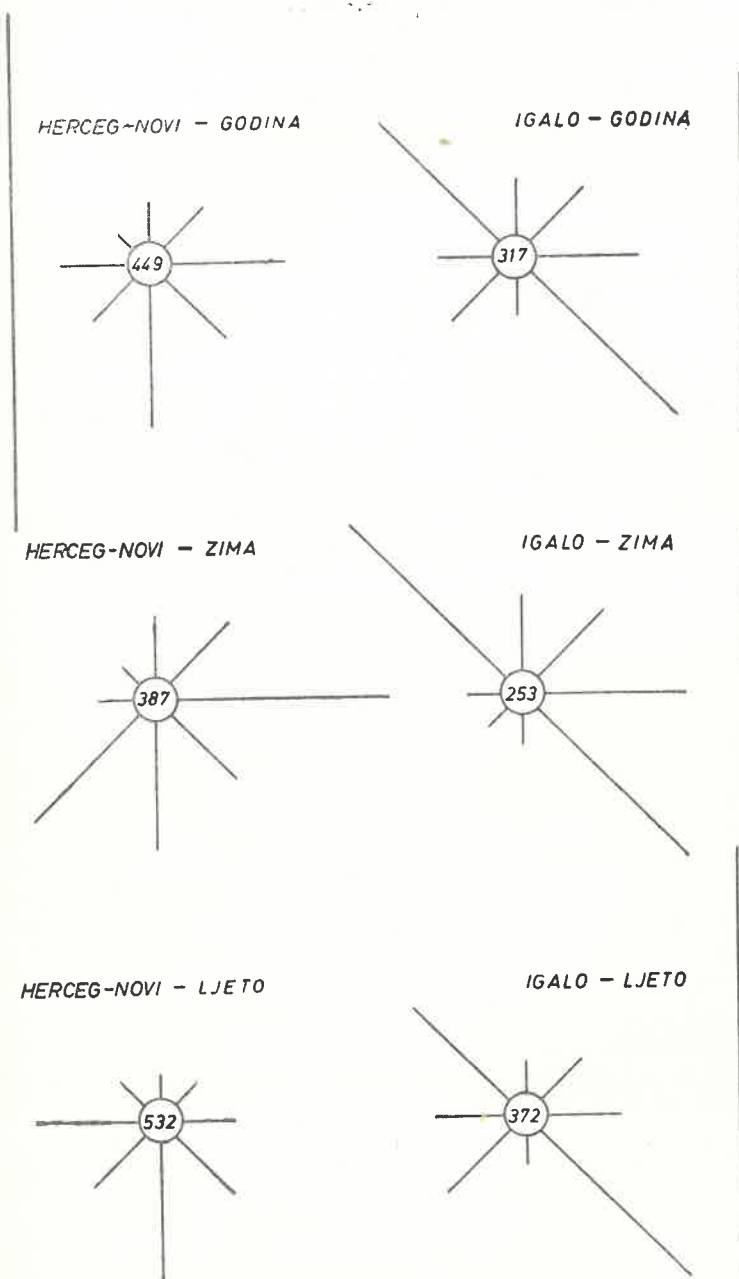 HERCEG-NOVI - GODINA
IGALO - GODINA
449
317
HERCEG-NOVI - ZIMA
IGALO - ZIMA
387
253
HERCEG-NOVI - LJETO
IGALO - LJETO
532
372